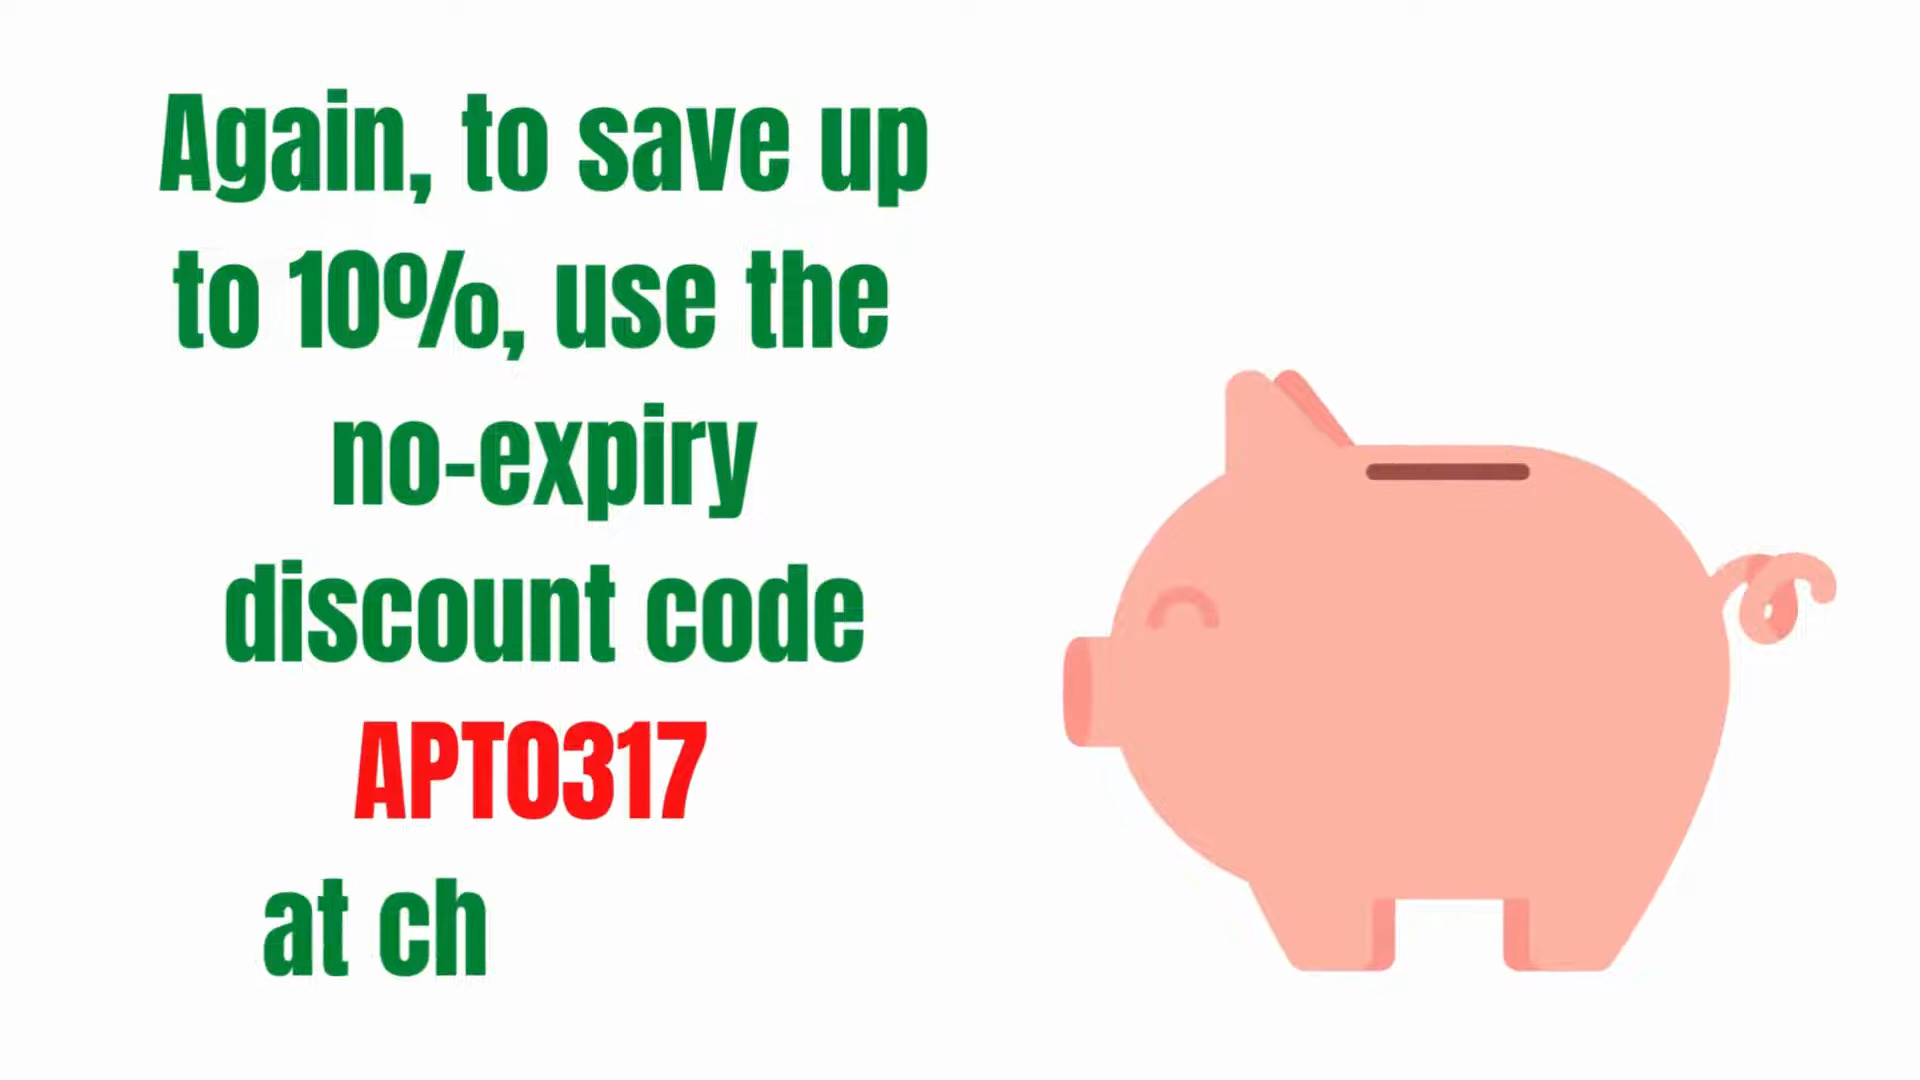 Again, to save up
to 10%, use the
no-expiry
discount code
APTO317
at ch